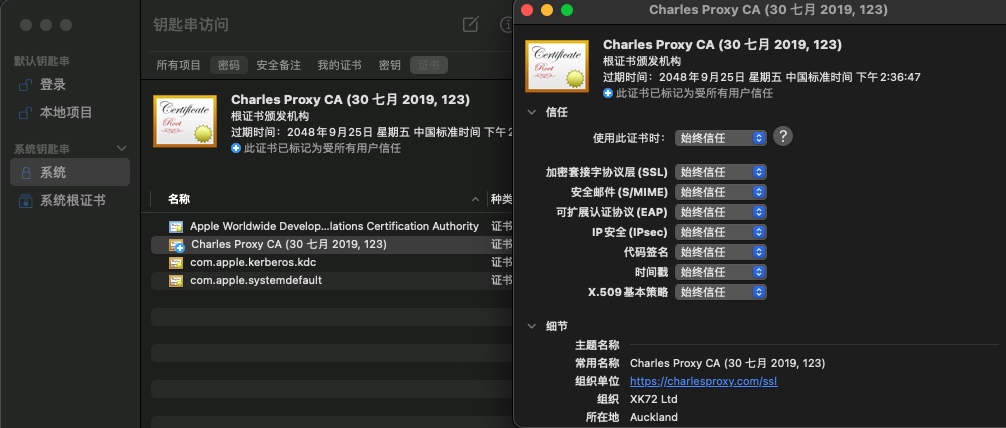 钥匙串访问
默认钥匙串
登录
本地项目
系统钥匙串
系统
系统根证书
所有项目 密码 安全备注 我的证书 密钥 证书
Certificate
Root
Charles Proxy CA (30 七月 2019, 123)
根证书颁发机构
过期时间：2048年9月25日 星期五 中国标准时间 下午2
此证书已标记为受所有用户信任
名称 种类
Apple Worldwide Develop...lations Certification Authority 证书
Charles Proxy CA (30 七月 2019, 123) 证书
com.apple.kerberos.kdc 证书
com.apple.systemdefault 证书
Charles Proxy CA (30 七月 2019, 123)
Certificate
Root
Charles Proxy CA (30 七月 2019, 123)
根证书颁发机构
过期时间：2048年9月25日 星期五 中国标准时间 下午2:36:47
此证书已标记为受所有用户信任
信任
使用此证书时： 始终信任 ?
加密套接字协议层 (SSL) 始终信任
安全邮件 (S/MIME) 始终信任
可扩展认证协议 (EAP) 始终信任
IP 安全 (IPsec) 始终信任
代码签名 始终信任
时间戳 始终信任
X.509 基本策略 始终信任
细节
主题名称
常用名称 Charles Proxy CA (30 七月 2019, 123)
组织单位 https://charlesproxy.com/ssl
组织 XK72 Ltd
所在地 Auckland